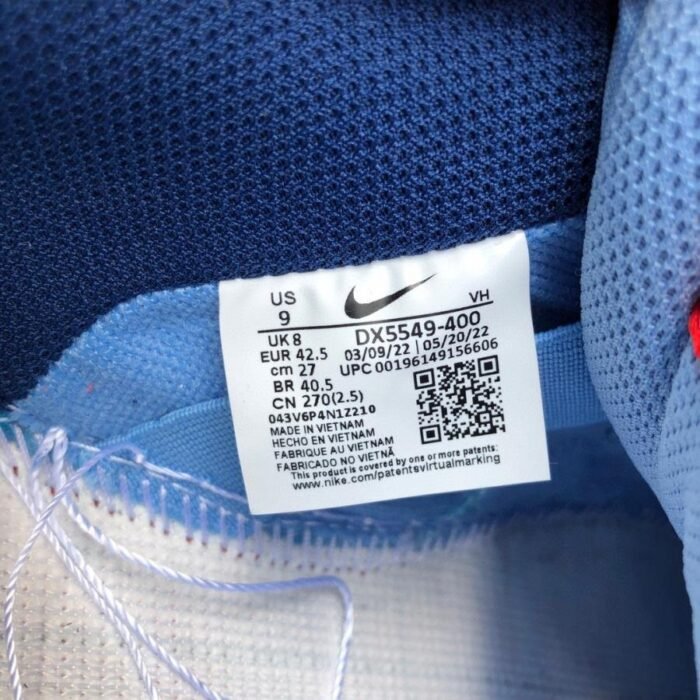 US VH
9
UK 8 DX5549-400
EUR 42.5 03/09/22 | 05/20/22
cm 27 UPC 00196149156606
BR 40.5
CN 270(2.5)
043V6P4N1Z210
MADE IN VIETNAM
HECHO EN VIETNAM
FABRIQUE AU VIETNAM
FABRICADO NO VIETNÃ
This product is covered by one or more patents. See
www.nike.com/patentsvirtualmarking